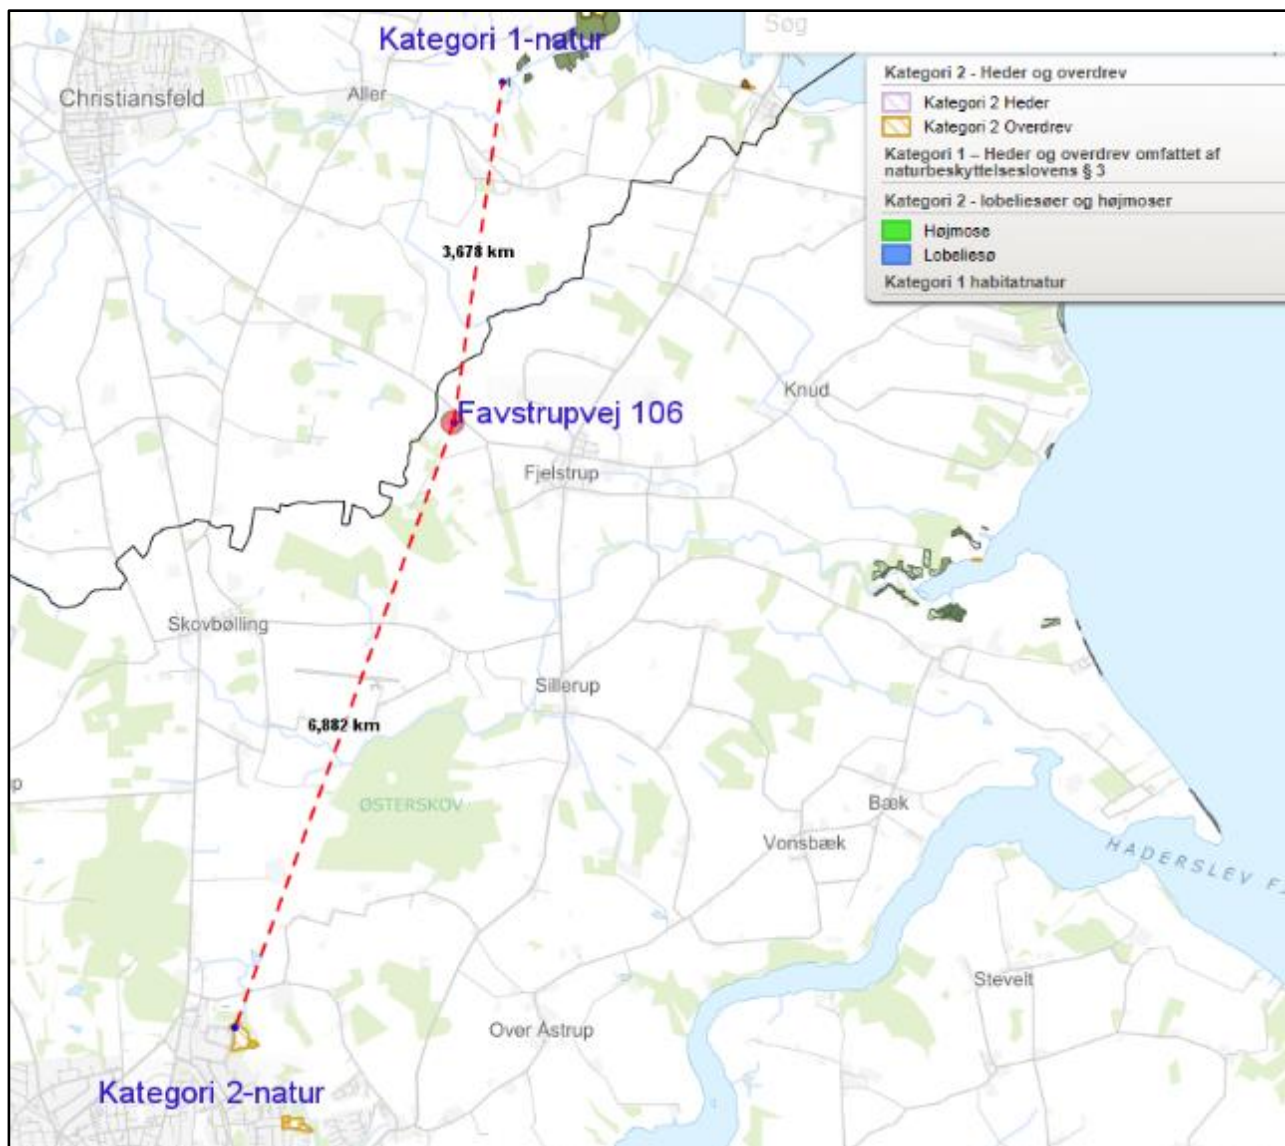 Kategori 1-natur
Søg
Christiansfeld
Aller
Kategori 2 - Heder og overdrev
Kategori 2 Heder
Kategori 2 Overdrev
Kategori 1 – Heder og overdrev omfattet af
naturbeskyttelseslovens § 3
Kategori 2 - lobeliesøer og højmoser
Højmose
Lobeliesø
Kategori 1 habitatnatur
3,678 km
Knud
Favstrupvej 106
Fjelstrup
Skovbølling
Sillerup
6,882 km
p
ØSTERSKOV
Bæk
Vonsbæk
HADERSLEV F
Stevelt
Over Åstrup
Kategori 2-natur